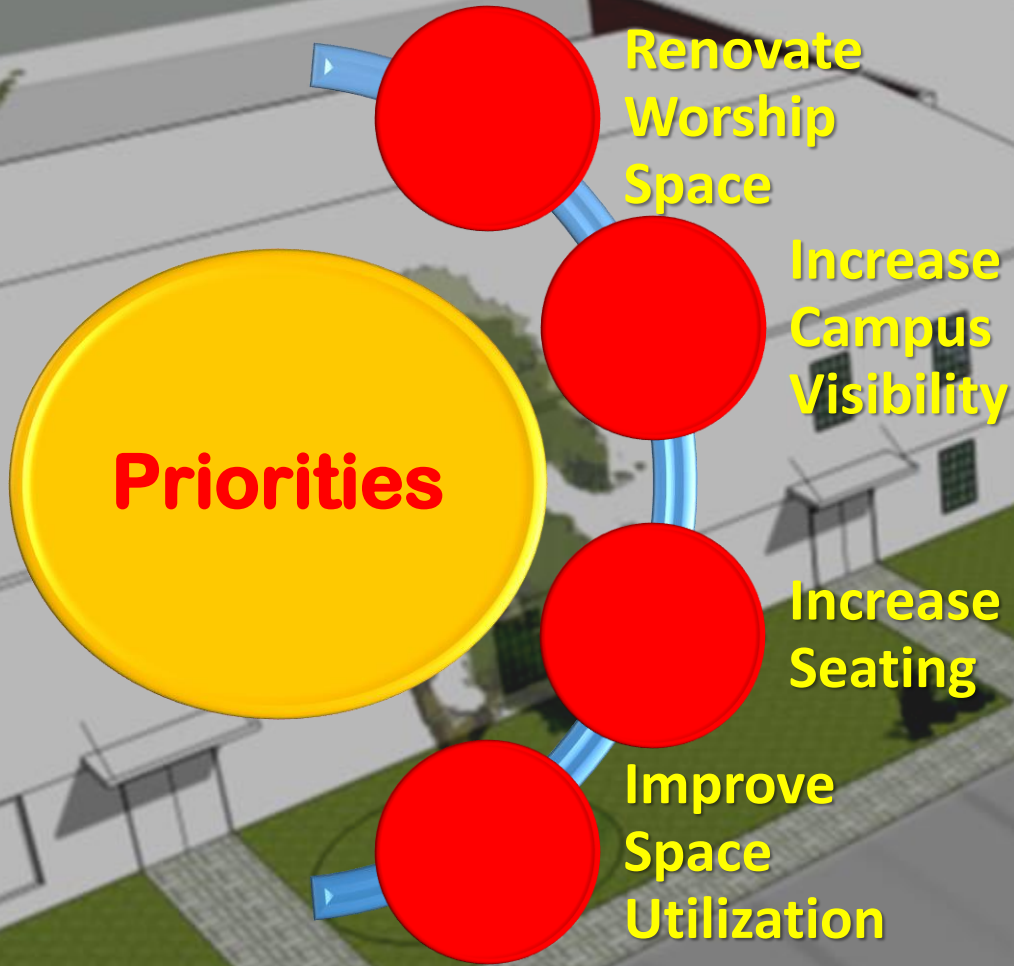 Renovate
Worship
Space
Increase
Campus
Visibility
Priorities
Increase
Seating
Improve
Space
Utilization